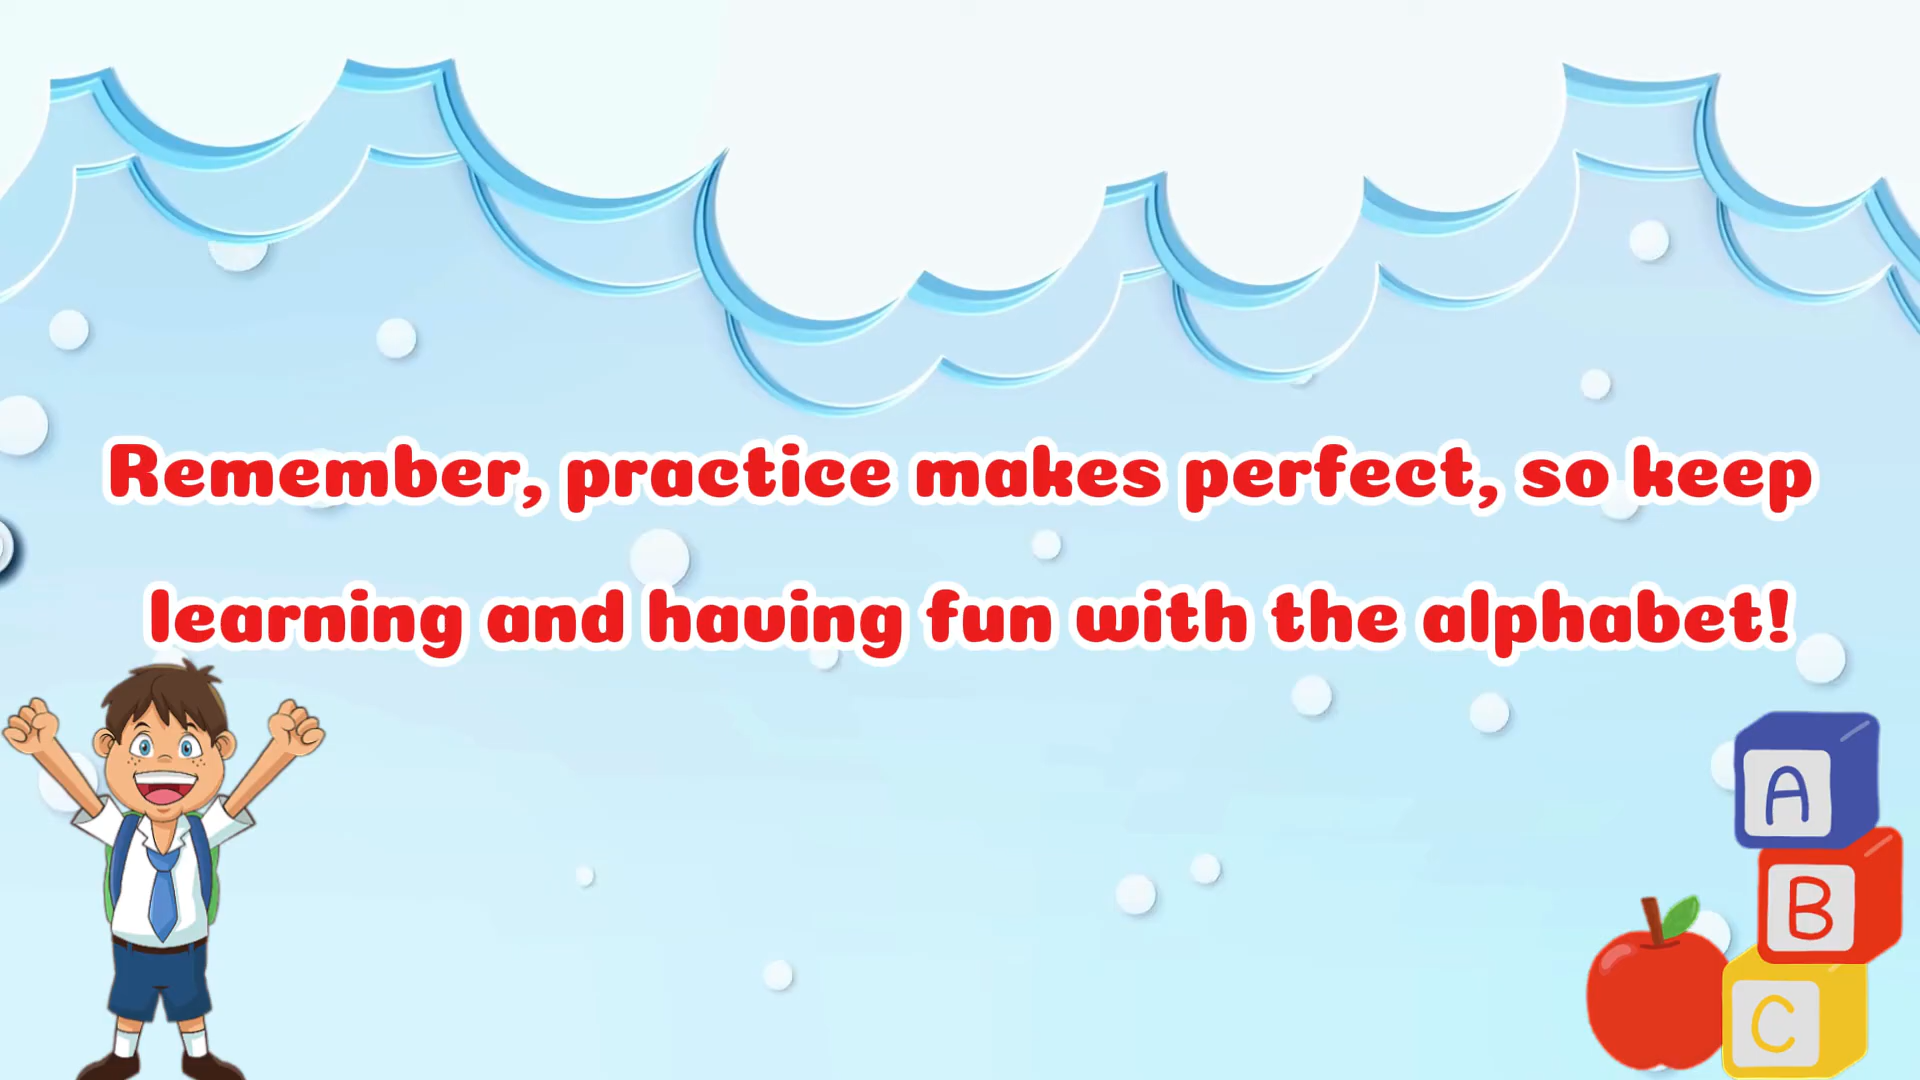 Remember, practice makes perfect, so keep
learning and having fun with the alphabet!
A
B
C